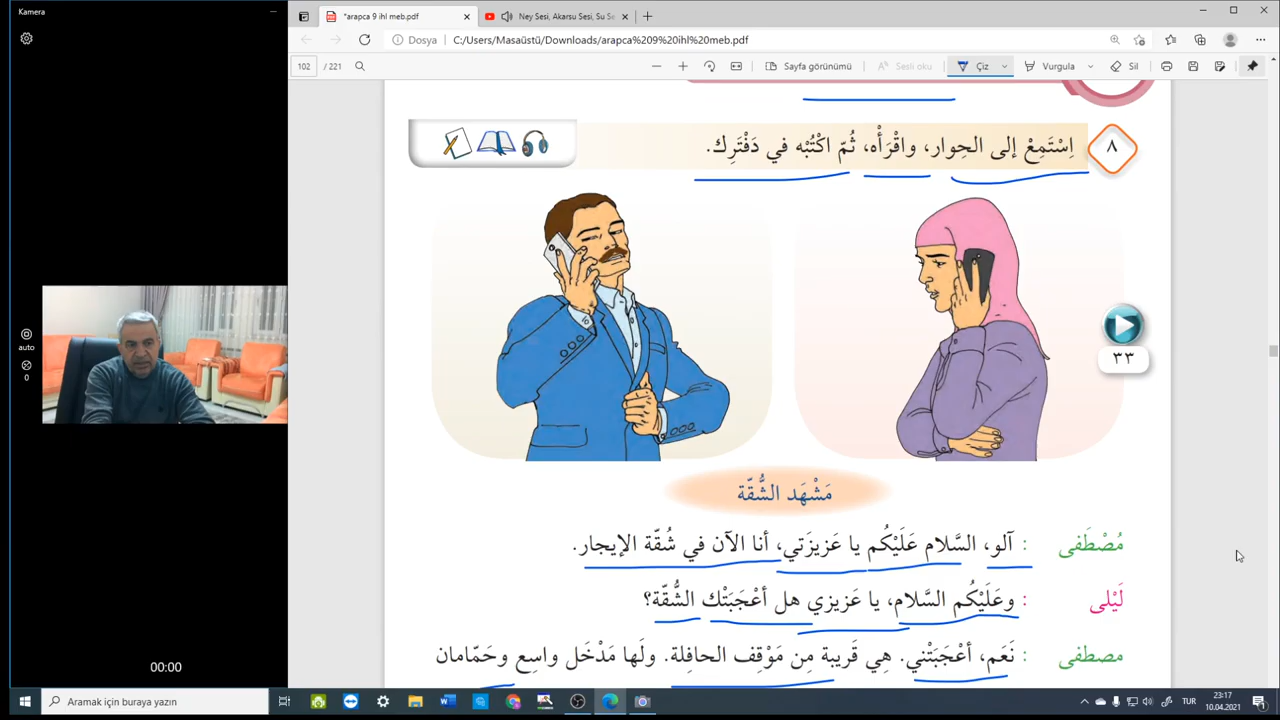 Kamera
*arapca 9 ihl meb.pdf
Ney Sesi, Akarsu Sesi, Su Se
Dosya
C:/Users/Masaüstü/Downloads/arapca%209%20ihl%20meb.pdf
102 / 221
Sayfa görünümü
Sesli oku
Çiz
Vurgula
Sil
٨
اِسْتَمِعْ إلى الحِوار، واقْرَأْه، ثُمّ اكْتُبْه في دَفْتَرِك.
٣٣
مَشْهَد الشُّقّة
مُصْطَفى : آلو، السَّلام عَلَيْكُم يا عَزيزَتي، أنا الآن في شُقّة الإيجار.
لَيْلى : وعَلَيْكُم السَّلام، يا عَزيزي هل أعْجَبَتْك الشُّقّة؟
مصطفى : نَعَم، أعْجَبَتْني. هِي قَريبة مِن مَوْقِف الحافِلة. ولَها مَدْخَل واسِع وحَمّامان
auto
0
00:00
Aramak için buraya yazın
TUR
23:17
10.04.2021